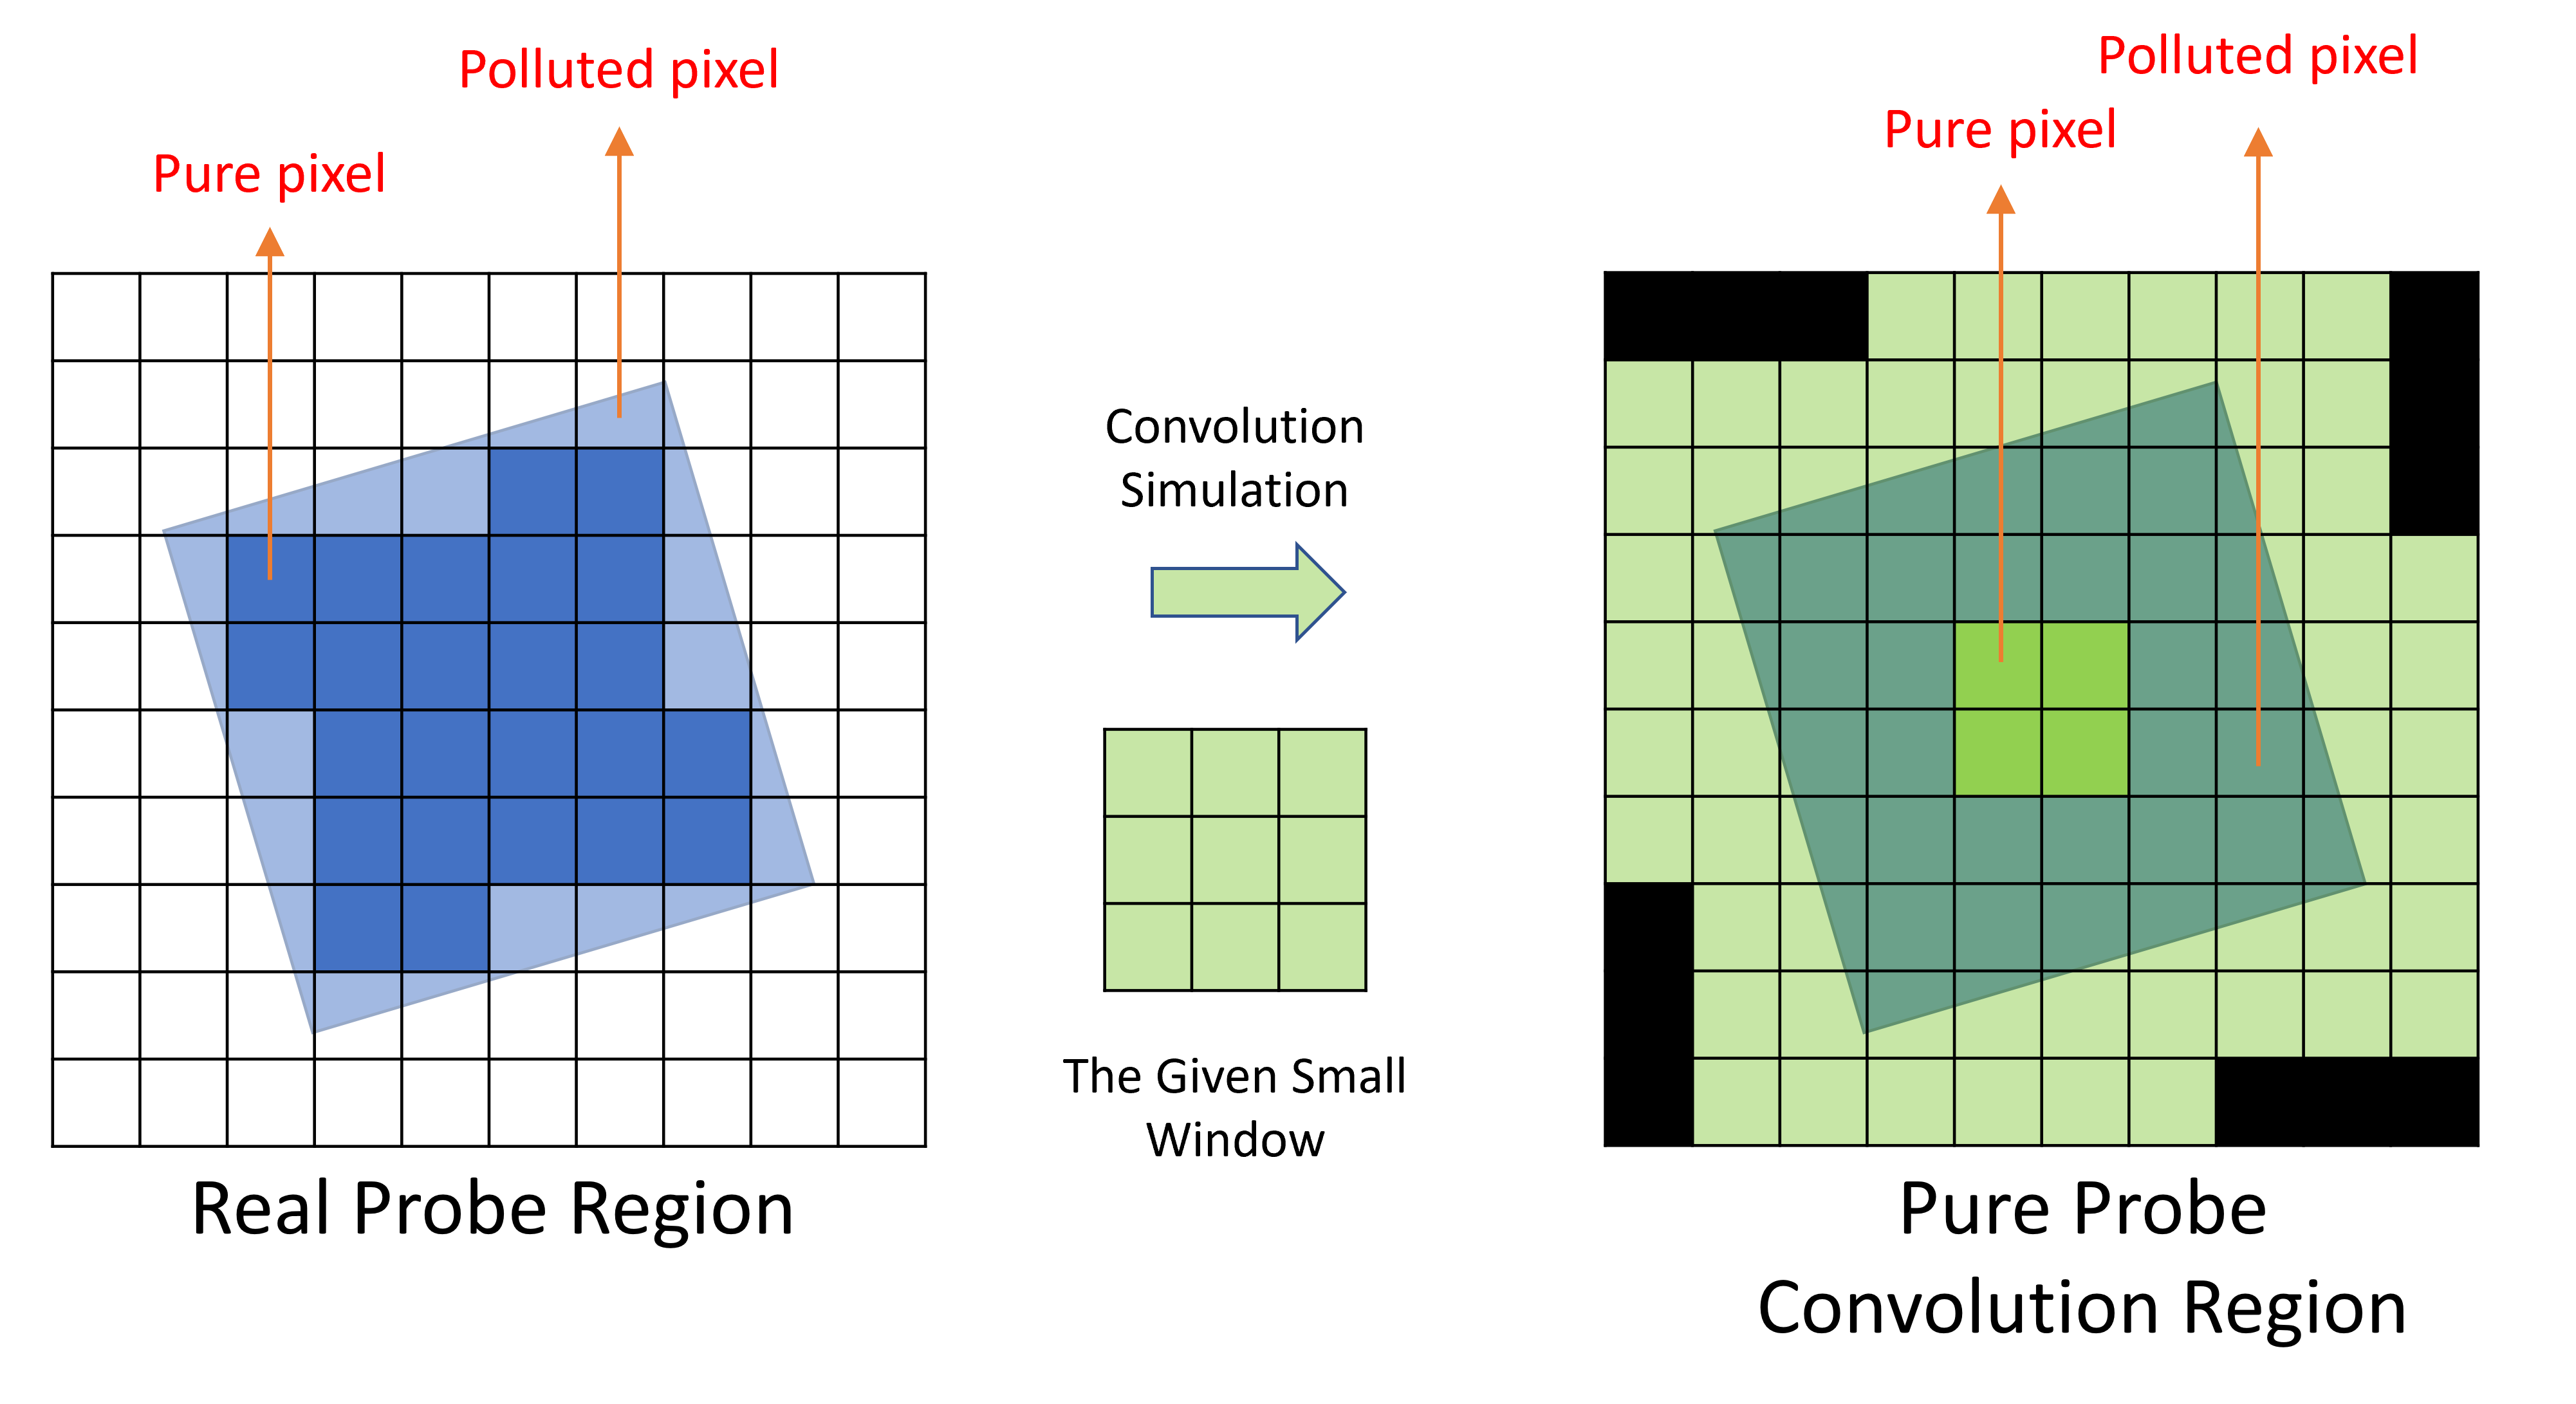 Polluted pixel
Pure pixel
Polluted pixel
Pure pixel
Convolution
Simulation
The Given Small
Window
Real Probe Region
Pure Probe
Convolution Region